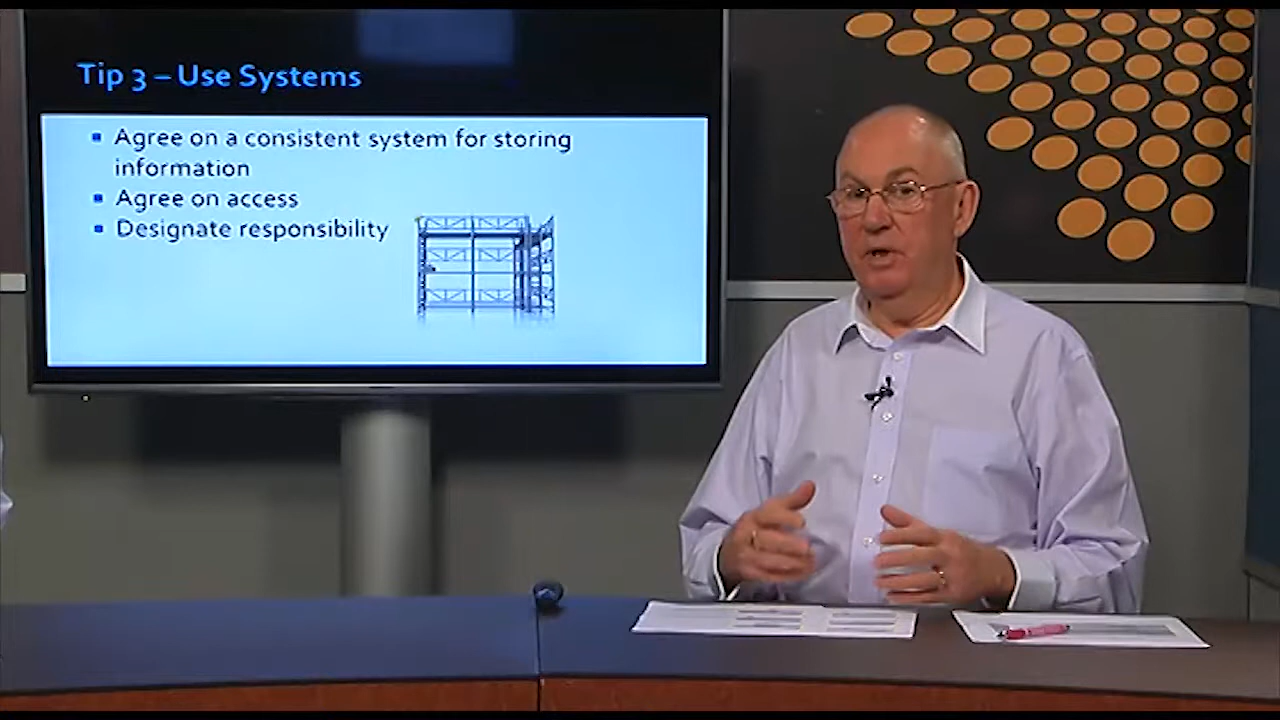 Tip 3 – Use Systems
▪ Agree on a consistent system for storing
information
▪ Agree on access
▪ Designate responsibility